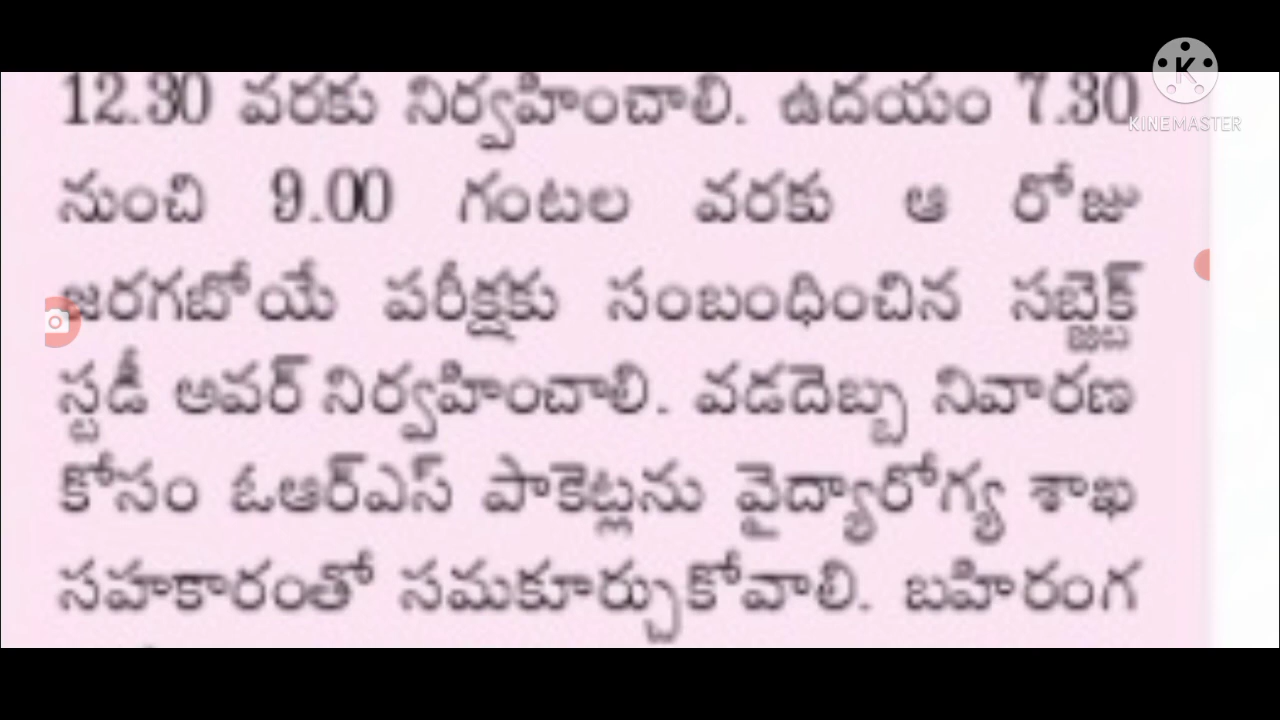 12.30 వరకు నిర్వహించాలి. ఉదయం 7.30
KINEMASTER
నుంచి 9.00 గంటల వరకు ఆ రోజు
జరగబోయే పరీక్షకు సంబంధించిన సబ్జెక్ట్
స్టడీ అవర్ నిర్వహించాలి. వడదెబ్బ నివారణ
కోసం ఓఆర్ఎస్ పాకెట్లను వైద్యారోగ్య శాఖ
సహకారంతో సమకూర్చుకోవాలి. బహిరంగ